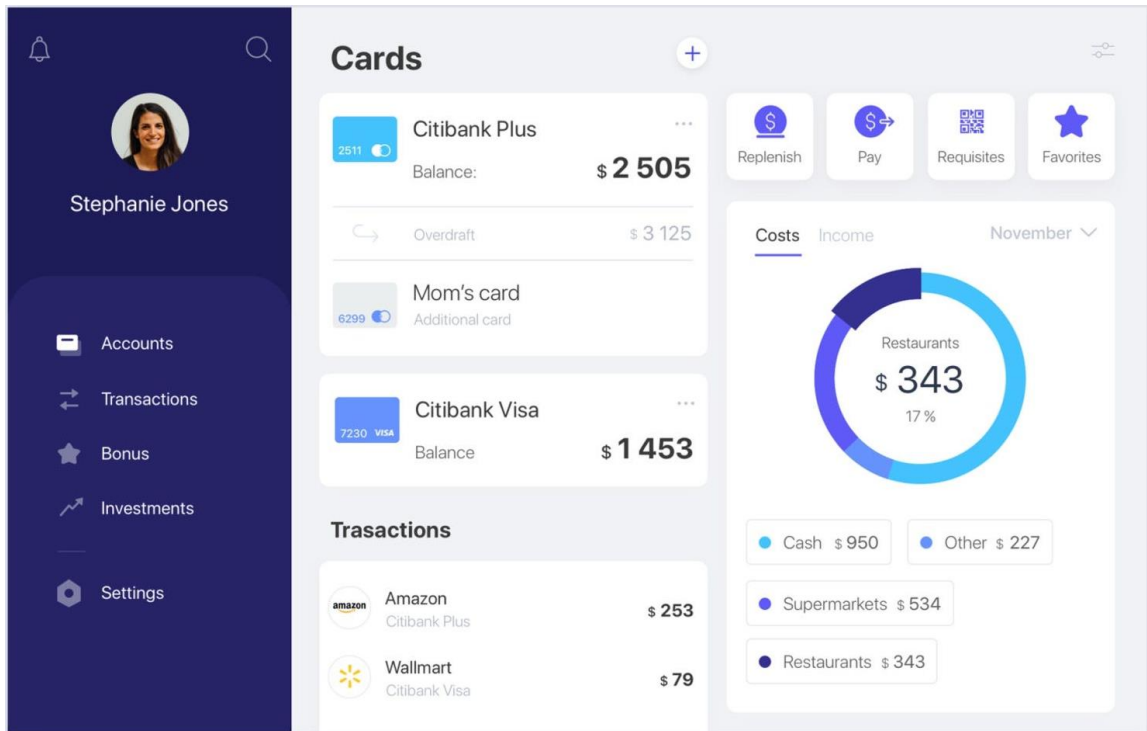 Stephanie Jones
Accounts
Transactions
Bonus
Investments
Settings
Cards
+
2511
Citibank Plus
Balance:
$ 2 505
Overdraft
$ 3 125
6299
Mom's card
Additional card
7230 VISA
Citibank Visa
Balance
$ 1 453
Trasactions
amazon
Amazon
Citibank Plus
$ 253
Wallmart
Citibank Visa
$ 79
$
Replenish
$
Pay
Requisites
Favorites
Costs Income
November
Restaurants
$ 343
17 %
Cash $ 950
Other $ 227
Supermarkets $ 534
Restaurants $ 343